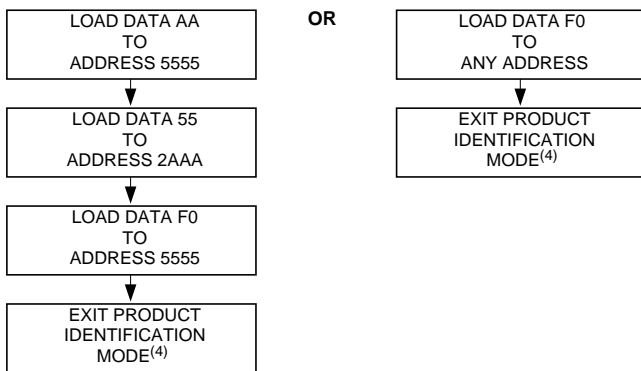 LOAD DATA AA
TO
ADDRESS 5555
LOAD DATA 55
TO
ADDRESS 2AAA
LOAD DATA F0
TO
ADDRESS 5555
EXIT PRODUCT
IDENTIFICATION
MODE(4)
OR
LOAD DATA F0
TO
ANY ADDRESS
EXIT PRODUCT
IDENTIFICATION
MODE(4)